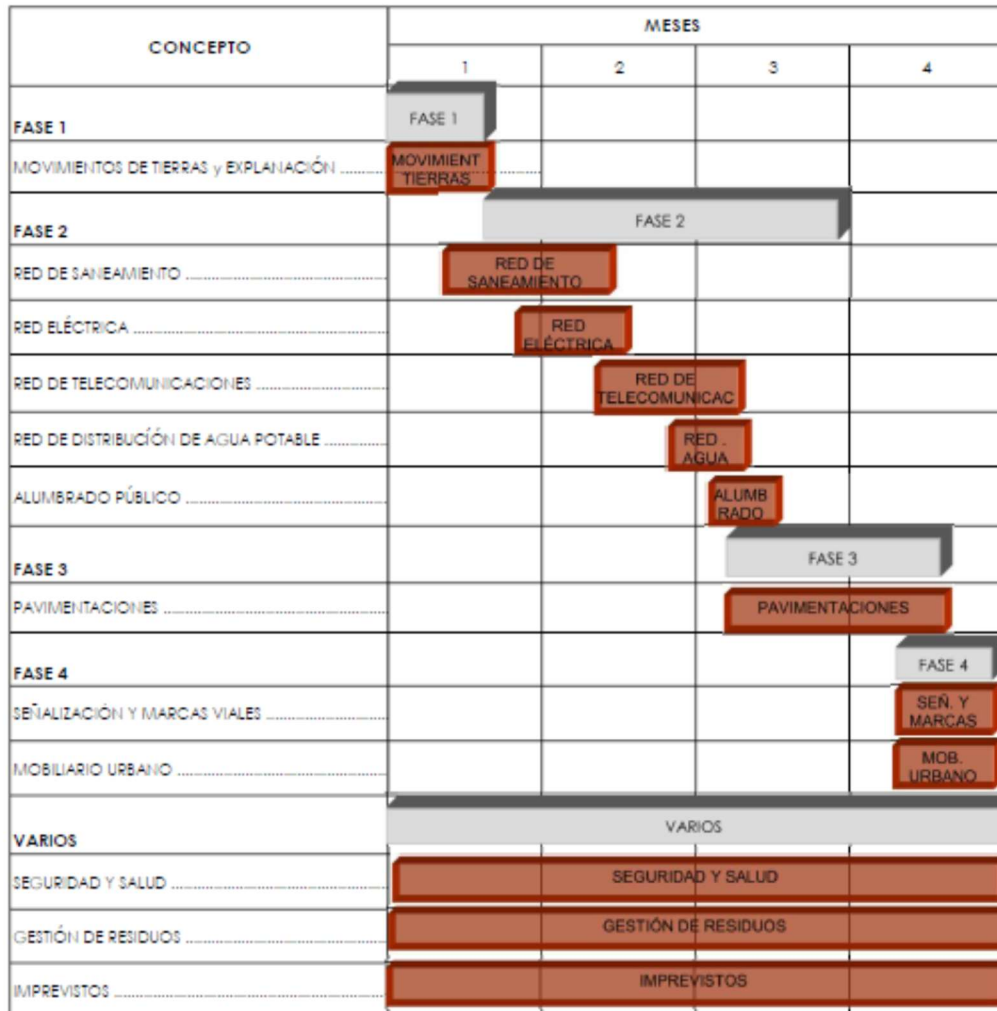 CONCEPTO
MESES
1 2 3 4
FASE 1
FASE 1
MOVIMIENTOS DE TIERRAS y EXPLANACIÓN
MOVIMIENT
TIERRAS
FASE 2
FASE 2
RED DE SANEAMIENTO
RED DE
SANEAMIENTO
RED ELÉCTRICA
RED
ELÉCTRICA
RED DE TELECOMUNICACIONES
RED DE
TELECOMUNICAC
RED DE DISTRIBUCÍÓN DE AGUA POTABLE
RED .
AGUA
ALUMBRADO PÚBLICO
ALUMB
RADO
FASE 3
FASE 3
PAVIMENTACIONES
PAVIMENTACIONES
FASE 4
FASE 4
SEÑALIZACIÓN Y MARCAS VIALES
SEÑ. Y
MARCAS
MOBILIARIO URBANO
MOB.
URBANO
VARIOS
VARIOS
SEGURIDAD Y SALUD
SEGURIDAD Y SALUD
GESTIÓN DE RESIDUOS
GESTIÓN DE RESIDUOS
IMPREVISTOS
IMPREVISTOS